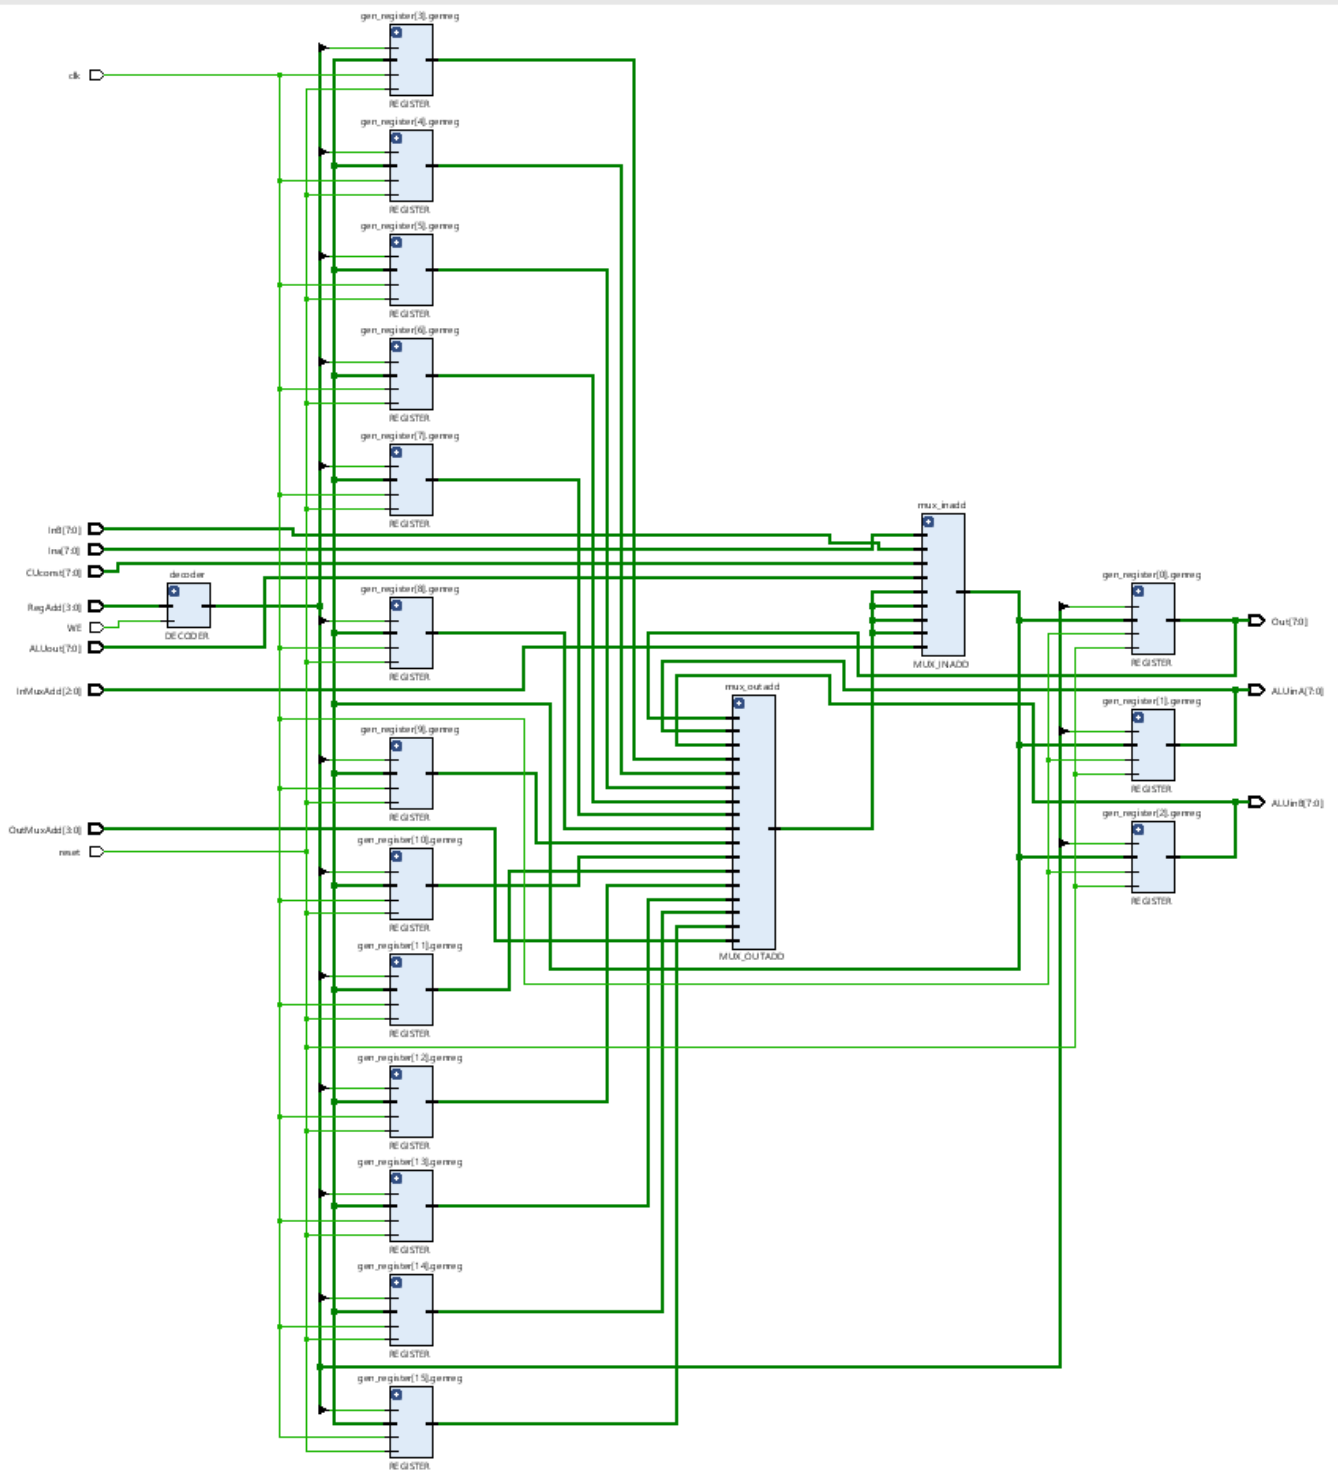 gen_register[3].genreg
REGISTER
clk
gen_register[4].genreg
REGISTER
gen_register[5].genreg
REGISTER
gen_register[6].genreg
REGISTER
gen_register[7].genreg
REGISTER
InB[7:0]
Ina[7:0]
CUconst[7:0]
decoder
RegAdd[3:0]
WE
DECODER
ALUout[7:0]
InMuxAdd[2:0]
gen_register[8].genreg
REGISTER
gen_register[9].genreg
REGISTER
OutMuxAdd[3:0]
reset
gen_register[10].genreg
REGISTER
gen_register[11].genreg
REGISTER
gen_register[12].genreg
REGISTER
gen_register[13].genreg
REGISTER
gen_register[14].genreg
REGISTER
gen_register[15].genreg
REGISTER
mux_inadd
MUX_INADD
mux_outadd
MUX_OUTADD
gen_register[0].genreg
REGISTER
Out[7:0]
ALUinA[7:0]
gen_register[1].genreg
REGISTER
ALUinB[7:0]
gen_register[2].genreg
REGISTER